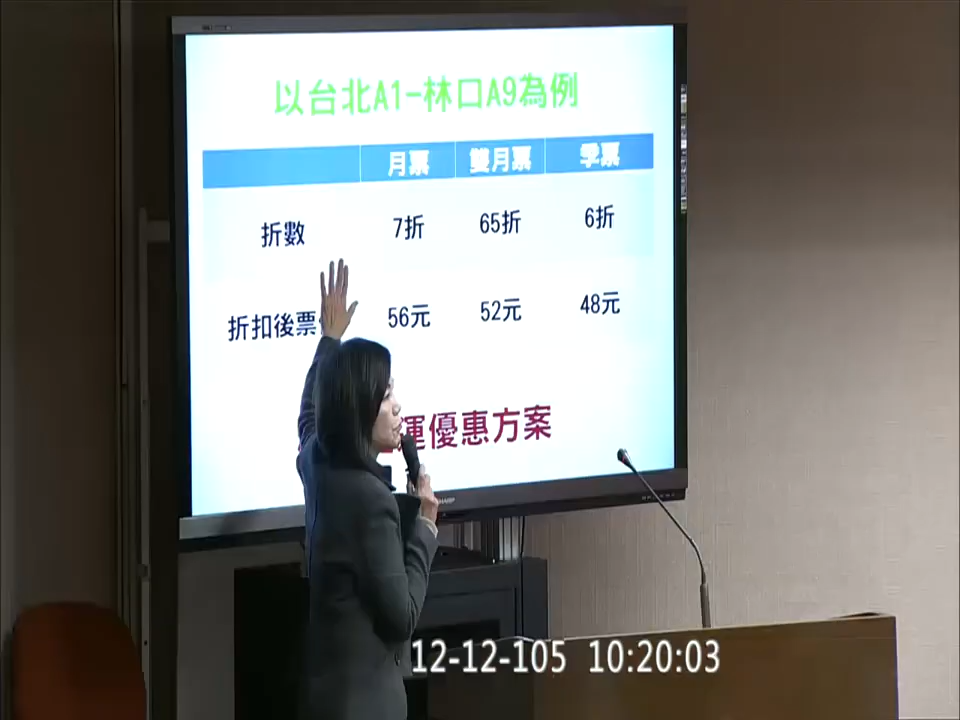 以台北A1-林口A9為例
月票 雙月票 季票
折數 7折 65折 6折
折扣後票 56元 52元 48元
運優惠方案
SHARP
12-12-105 10:20:03